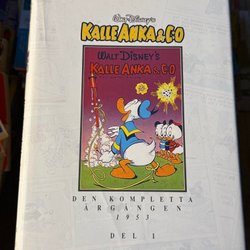 Walt Disney's
KALLE ANKA & C:O
WALT DISNEY'S
KALLE ANKA & C:O
DEN KOMPLETTA
ÅRGÅNGEN
1953
DEL 1